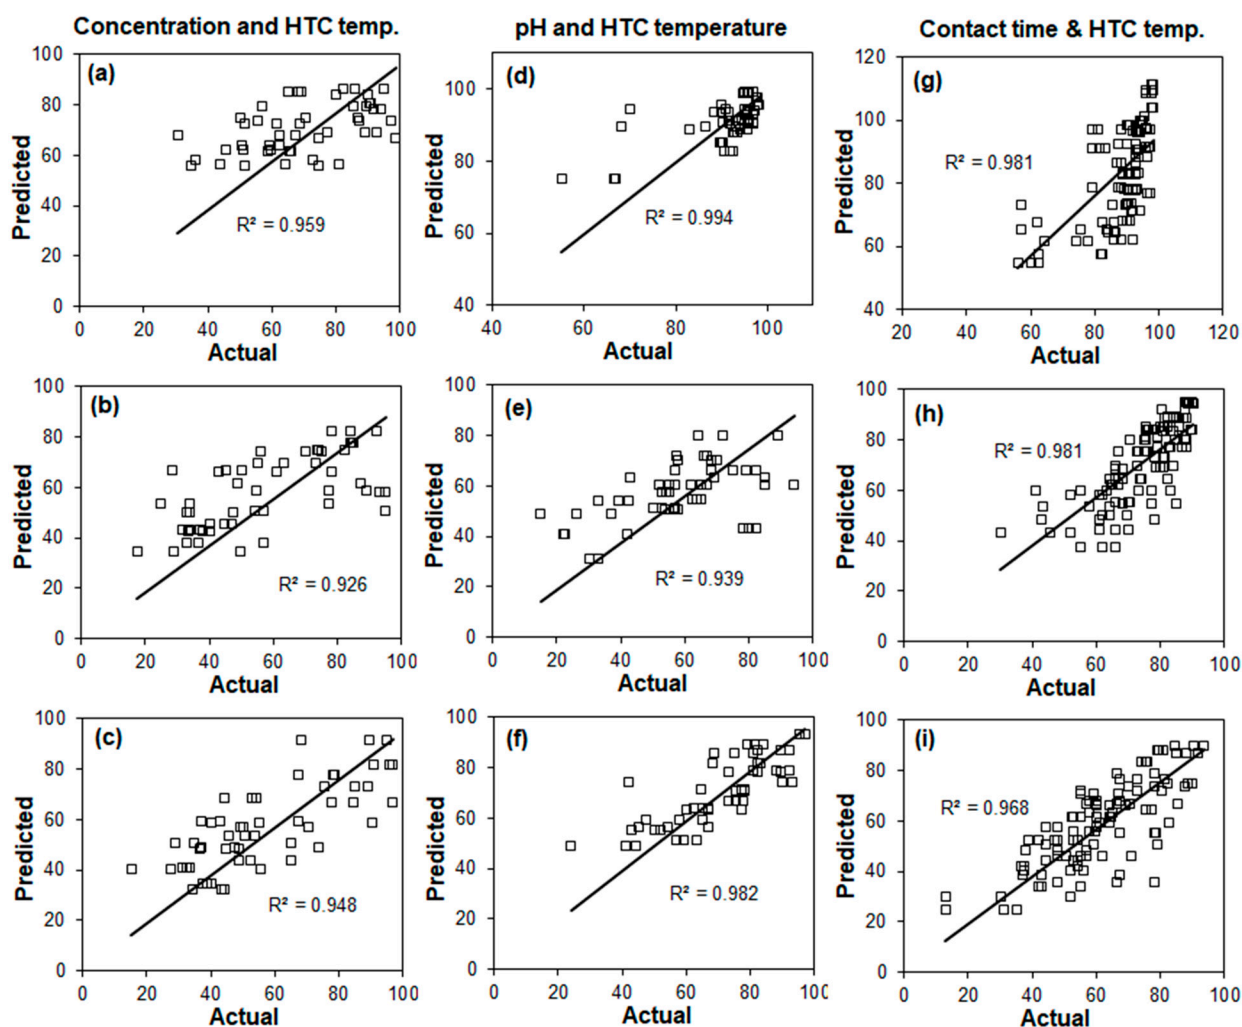 Concentration and HTC temp.
pH and HTC temperature
Contact time & HTC temp.
(a)
100
80
60
40
20
0
Predicted
R² = 0.959
0 20 40 60 80 100
Actual
(d)
100
80
60
40
Predicted
R² = 0.994
40 60 80 100
Actual
(g)
120
100
80
60
40
Predicted
R² = 0.981
20 40 60 80 100 120
Actual
(b)
100
80
60
40
20
0
Predicted
R² = 0.926
0 20 40 60 80 100
Actual
(e)
100
80
60
40
20
0
Predicted
R² = 0.939
0 20 40 60 80 100
Actual
(h)
100
80
60
40
20
0
Predicted
R² = 0.981
0 20 40 60 80 100
Actual
(c)
100
80
60
40
20
0
Predicted
R² = 0.948
0 20 40 60 80 100
Actual
(f)
100
80
60
40
20
0
Predicted
R² = 0.982
0 20 40 60 80 100
Actual
(i)
100
80
60
40
20
0
Predicted
R² = 0.968
0 20 40 60 80 100
Actual